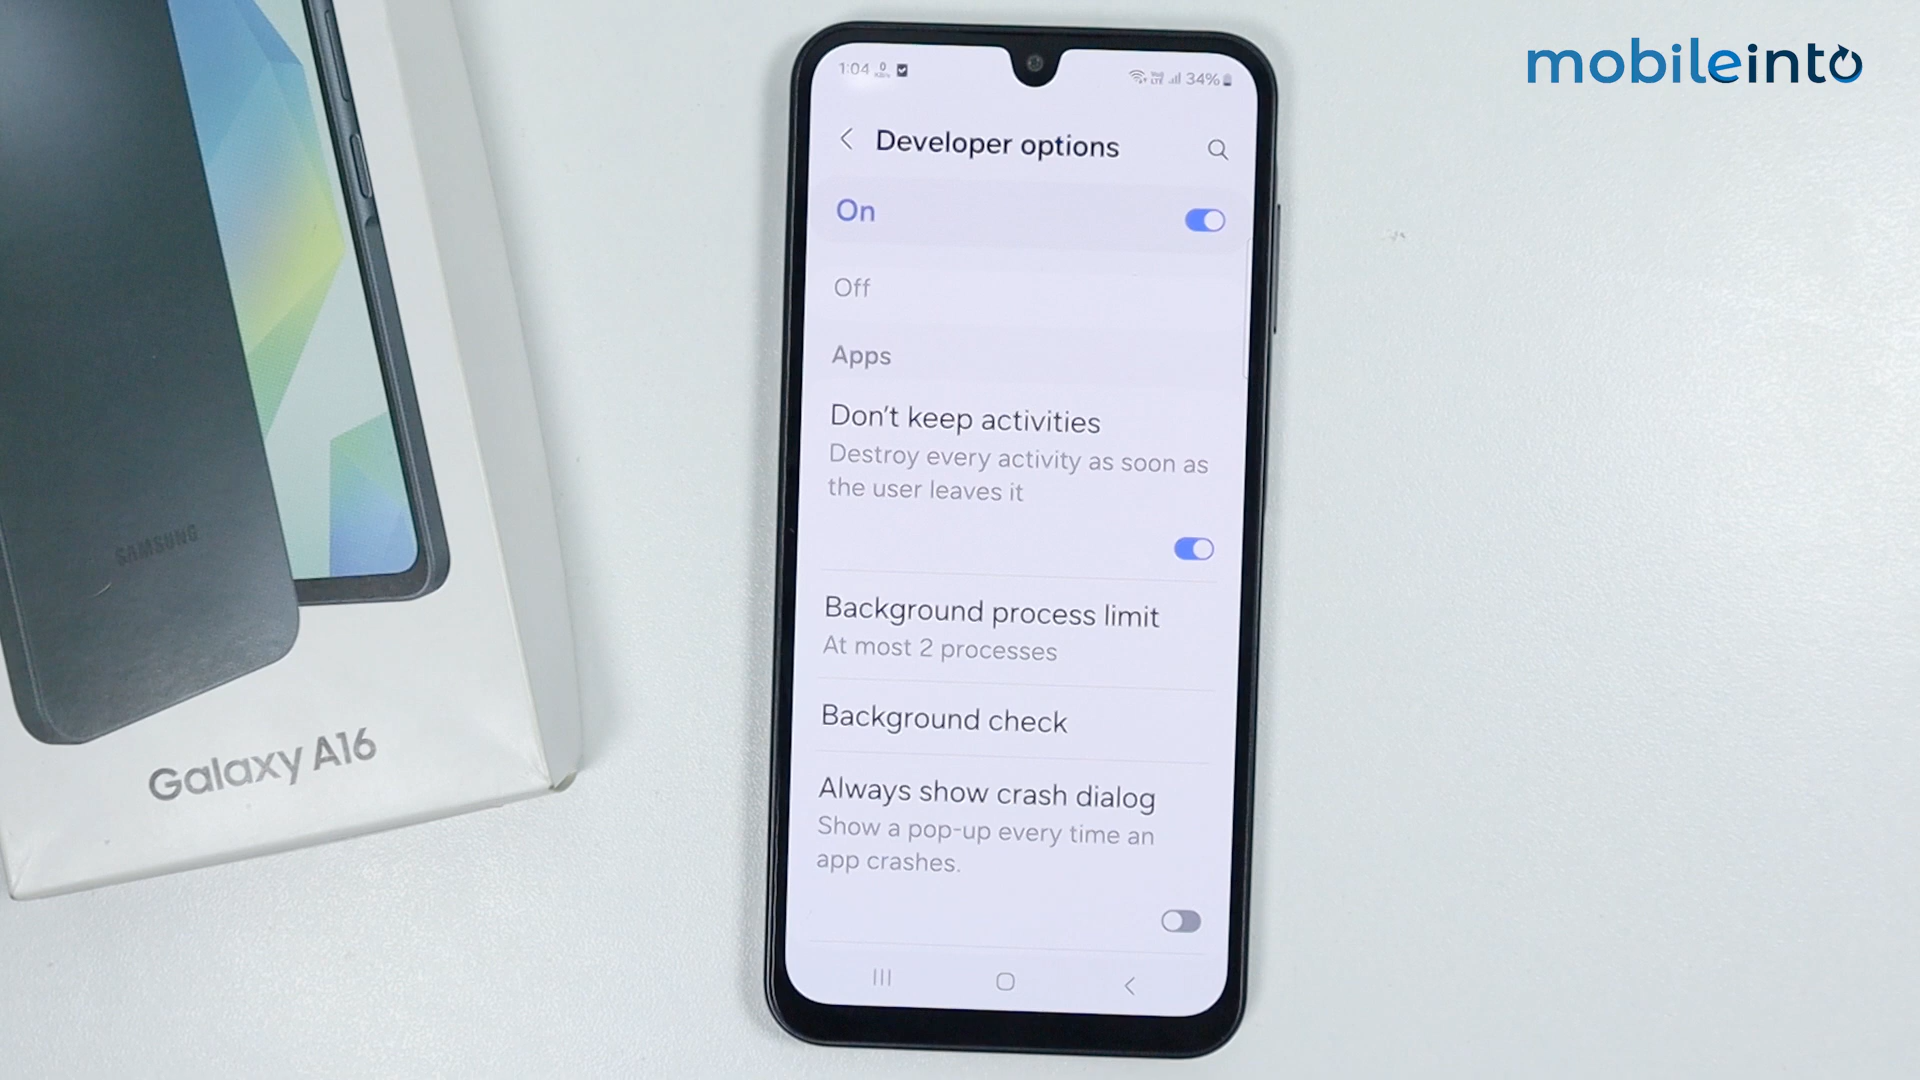 mobileinto
1:04 0 KB/s
34%
Developer options
On
Off
Apps
Don't keep activities
Destroy every activity as soon as
the user leaves it
Background process limit
At most 2 processes
Background check
Always show crash dialog
Show a pop-up every time an
app crashes.
SAMSUNG
Galaxy A16